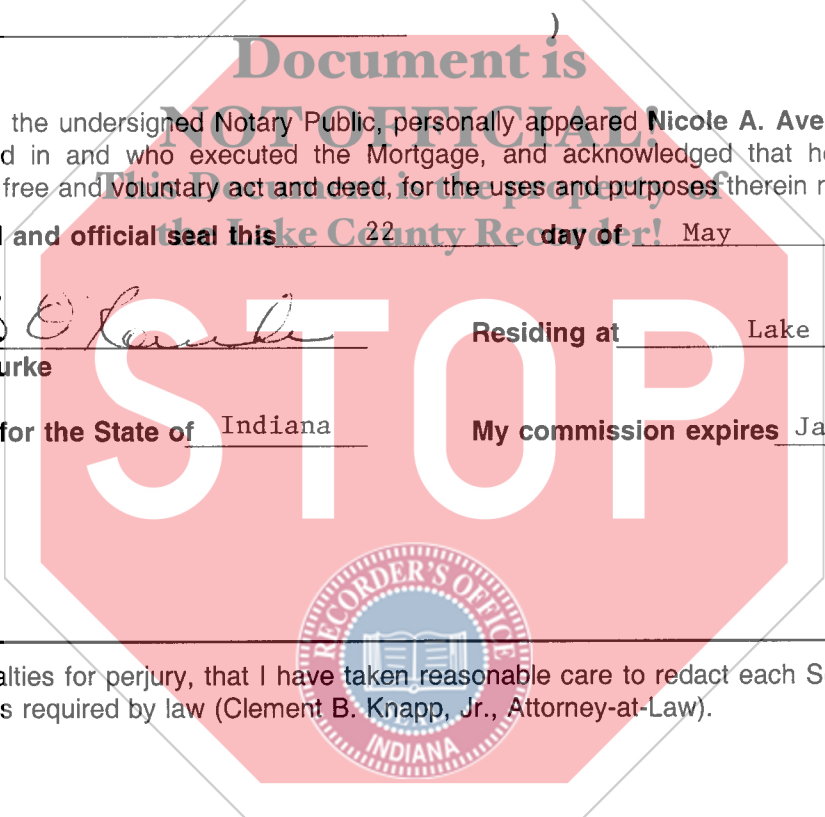 )
Document is
NOT OFFICIAL!
the undersigned Notary Public, personally appeared Nicole A. Ave
d in and who executed the Mortgage, and acknowledged that h
This Document is the property of
free and voluntary act and deed, for the uses and purposes therein
the Lake County Recorder!
and official seal this 22 day of May
O'Rourke
Residing at Lake
urke
for the State of Indiana
My commission expires Ja
STOP
RECORDER'S OFFICE
INDIANA
alties for perjury, that I have taken reasonable care to redact each S
s required by law (Clement B. Knapp, Jr., Attorney-at-Law).